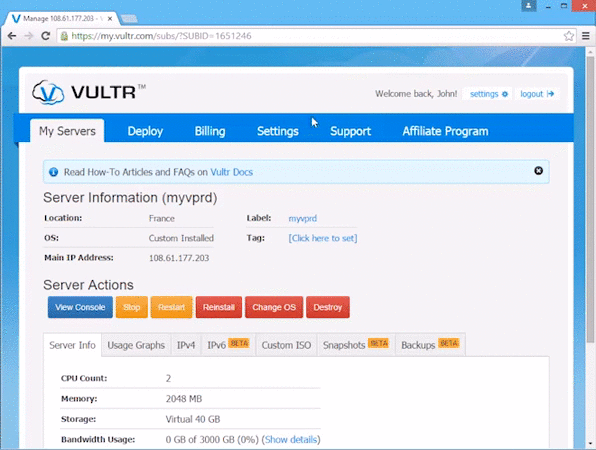 Manage 108.61.177.203 - V
https://my.vultr.com/subs/?SUBID=1651246
VULTR™
Welcome back, John! settings logout
My Servers Deploy Billing Settings Support Affiliate Program
Read How-To Articles and FAQs on Vultr Docs
Server Information (myvprd)
Location: France Label: myvprd
OS: Custom Installed Tag: [Click here to set]
Main IP Address: 108.61.177.203
Server Actions
View Console Stop Restart Reinstall Change OS Destroy
Server Info Usage Graphs IPv4 IPv6 BETA Custom ISO Snapshots BETA Backups BETA
CPU Count: 2
Memory: 2048 MB
Storage: Virtual 40 GB
Bandwidth Usage: 0 GB of 3000 GB (0%) (Show details)